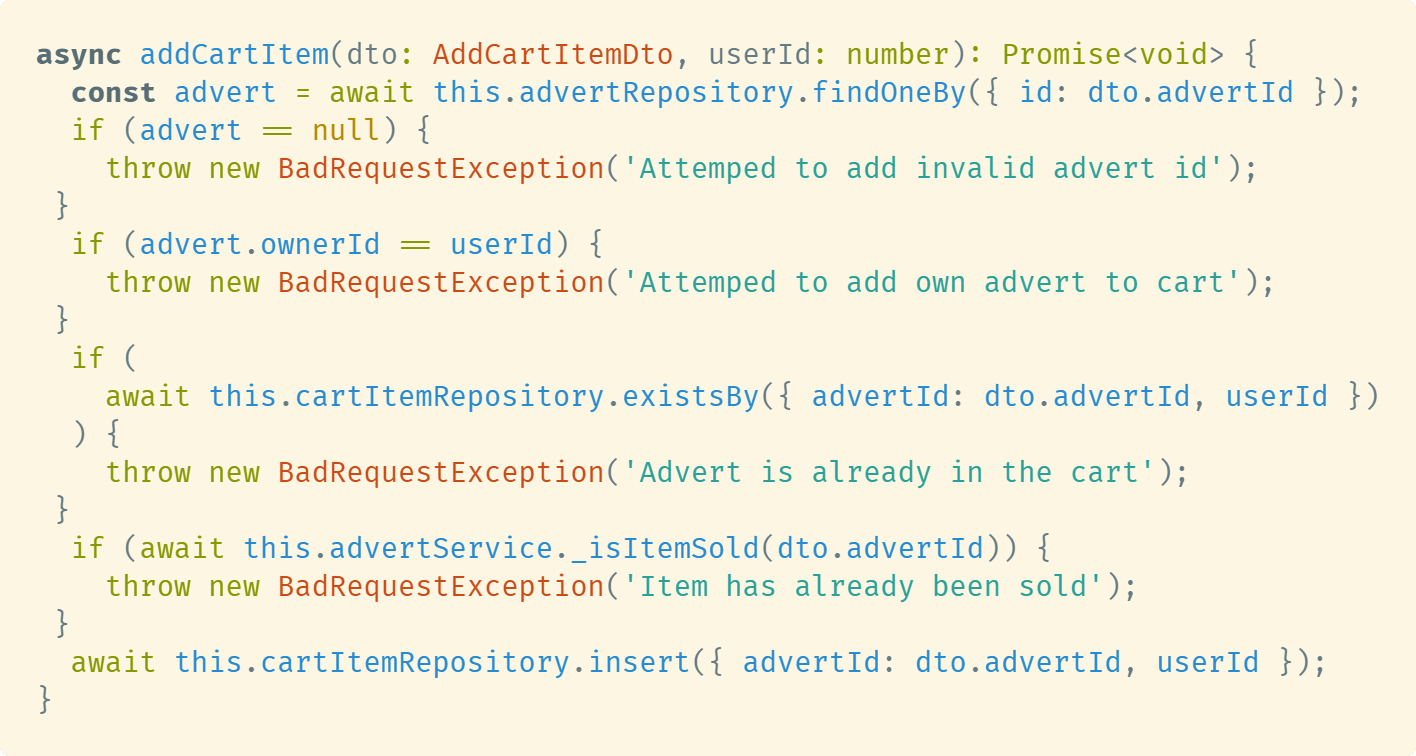 async addCartItem(dto: AddCartItemDto, userId: number): Promise<void> {
  const advert = await this.advertRepository.findOneBy({ id: dto.advertId });
  if (advert == null) {
    throw new BadRequestException('Attemped to add invalid advert id');
  }
  if (advert.ownerId == userId) {
    throw new BadRequestException('Attemped to add own advert to cart');
  }
  if (
    await this.cartItemRepository.existsBy({ advertId: dto.advertId, userId })
  ) {
    throw new BadRequestException('Advert is already in the cart');
  }
  if (await this.advertService._isItemSold(dto.advertId)) {
    throw new BadRequestException('Item has already been sold');
  }
  await this.cartItemRepository.insert({ advertId: dto.advertId, userId });
}